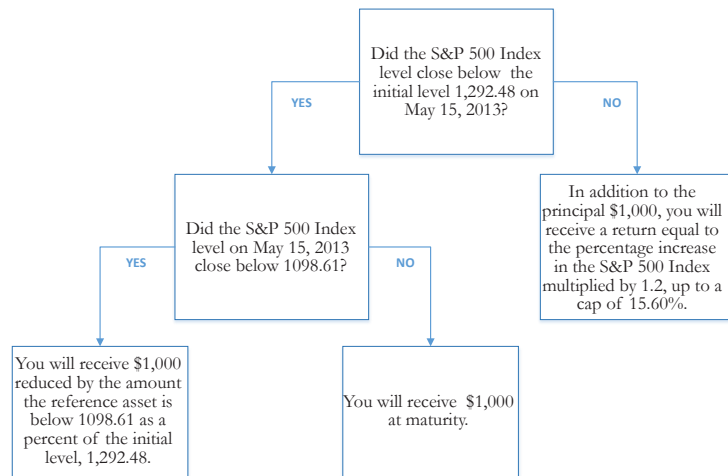 Did the S&P 500 Index
level close below the
initial level 1,292.48 on
May 15, 2013?
YES
NO
Did the S&P 500 Index
level on May 15, 2013
close below 1098.61?
In addition to the
principal $1,000, you will
receive a return equal to
the percentage increase
in the S&P 500 Index
multiplied by 1.2, up to a
cap of 15.60%.
YES
NO
You will receive $1,000
reduced by the amount
the reference asset is
below 1098.61 as a
percent of the initial
level, 1,292.48.
You will receive $1,000
at maturity.